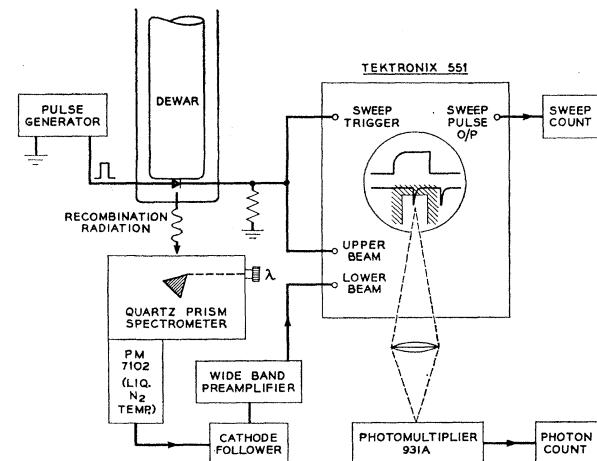 TEKTRONIX 551
PULSE
GENERATOR
DEWAR
SWEEP
TRIGGER
SWEEP
PULSE
O/P
SWEEP
COUNT
RECOMBINATION
RADIATION
λ
QUARTZ PRISM
SPECTROMETER
UPPER
BEAM
LOWER
BEAM
PM
7102
(LIQ.
N2
TEMP.)
WIDE BAND
PREAMPLIFIER
CATHODE
FOLLOWER
PHOTOMULTIPLIER
931A
PHOTON
COUNT